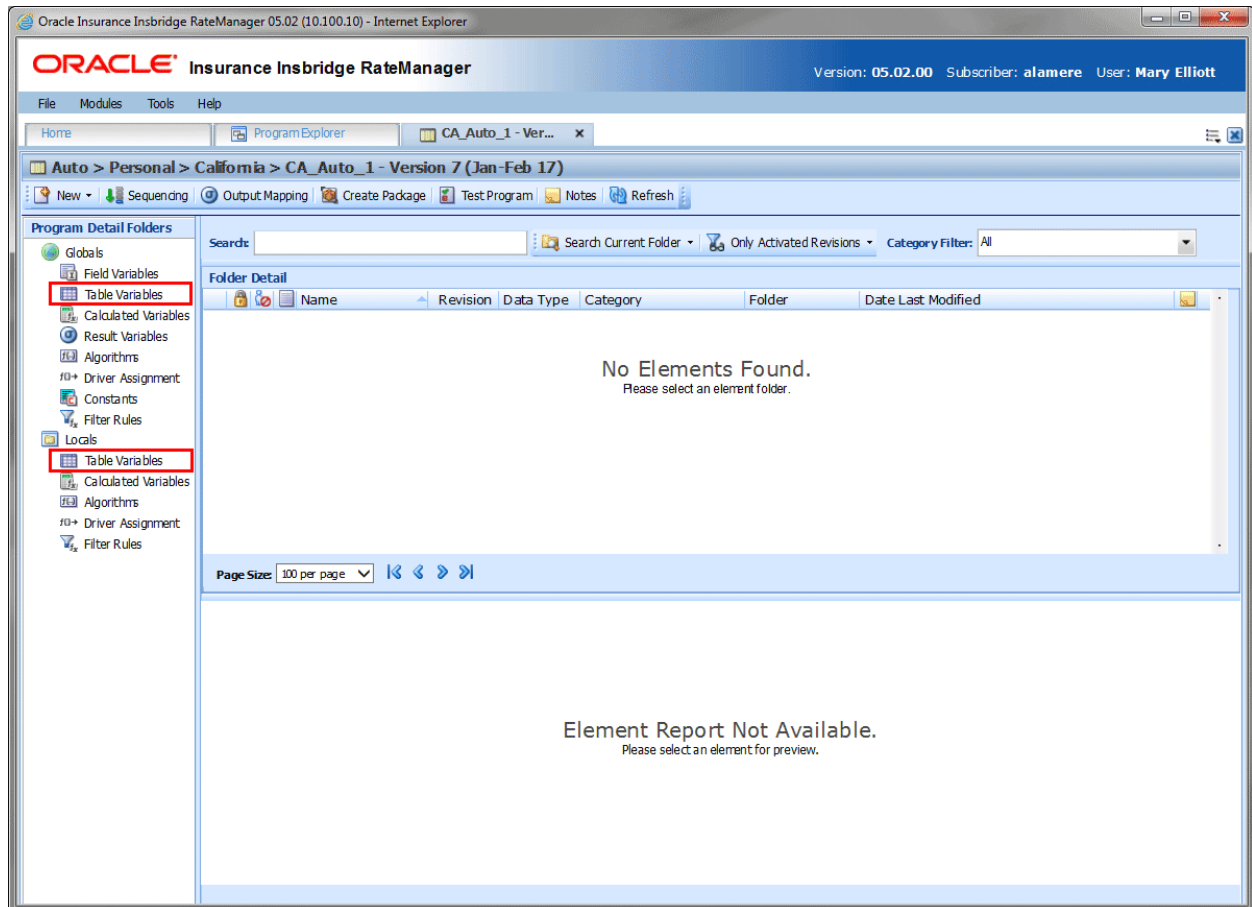 Oracle Insurance Insbridge RateManager 05.02 (10.100.10) - Internet Explorer
ORACLE Insurance Insbridge RateManager
Version: 05.02.00 Subscriber: alamere User: Mary Elliott
File Modules Tools Help
Home Program Explorer CA_Auto_1 - Ver...
Auto > Personal > California > CA_Auto_1 - Version 7 (Jan-Feb 17)
New Sequencing Output Mapping Create Package Test Program Notes Refresh
Program Detail Folders
Globals
Field Variables
Table Variables
Calculated Variables
Result Variables
Algorithms
Driver Assignment
Constants
Filter Rules
Locals
Table Variables
Calculated Variables
Algorithms
Driver Assignment
Filter Rules
Search: Search Current Folder Only Activated Revisions Category Filter: All
Folder Detail
Name Revision Data Type Category Folder Date Last Modified
No Elements Found.
Please select an element folder.
Page Size: 100 per page
Element Report Not Available.
Please select an element for preview.